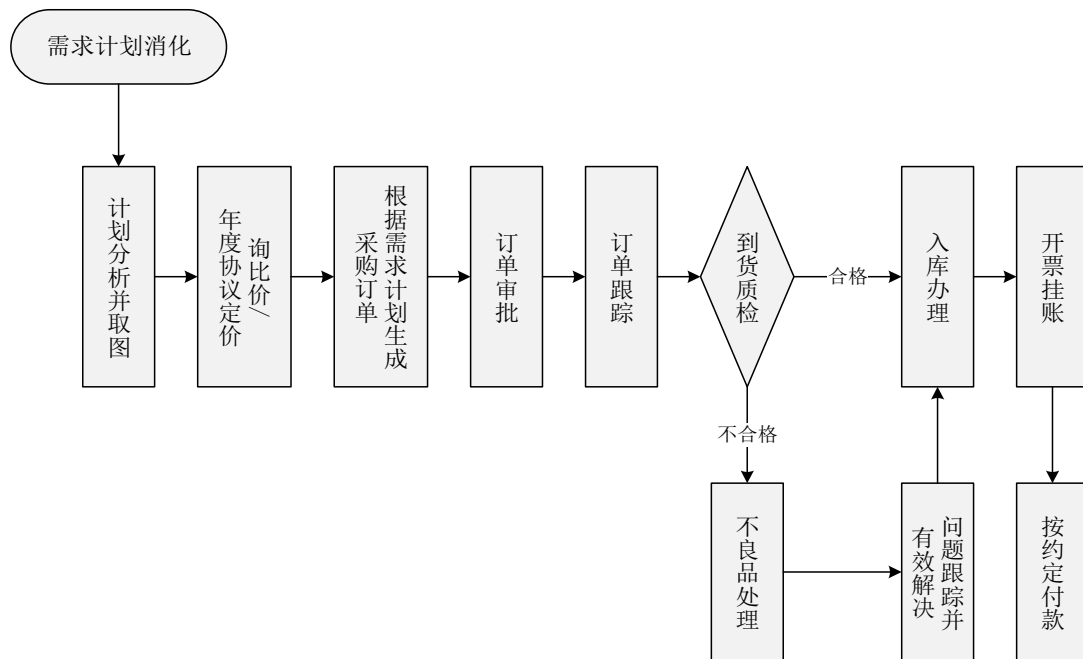 需求计划消化
计划分析并取图
询比价/
年度协议定价
根据需求计划生成
采购订单
订单审批
订单跟踪
到货质检
合格
入库办理
开票挂账
不合格
不良品处理
问题跟踪并
有效解决
按约定付款